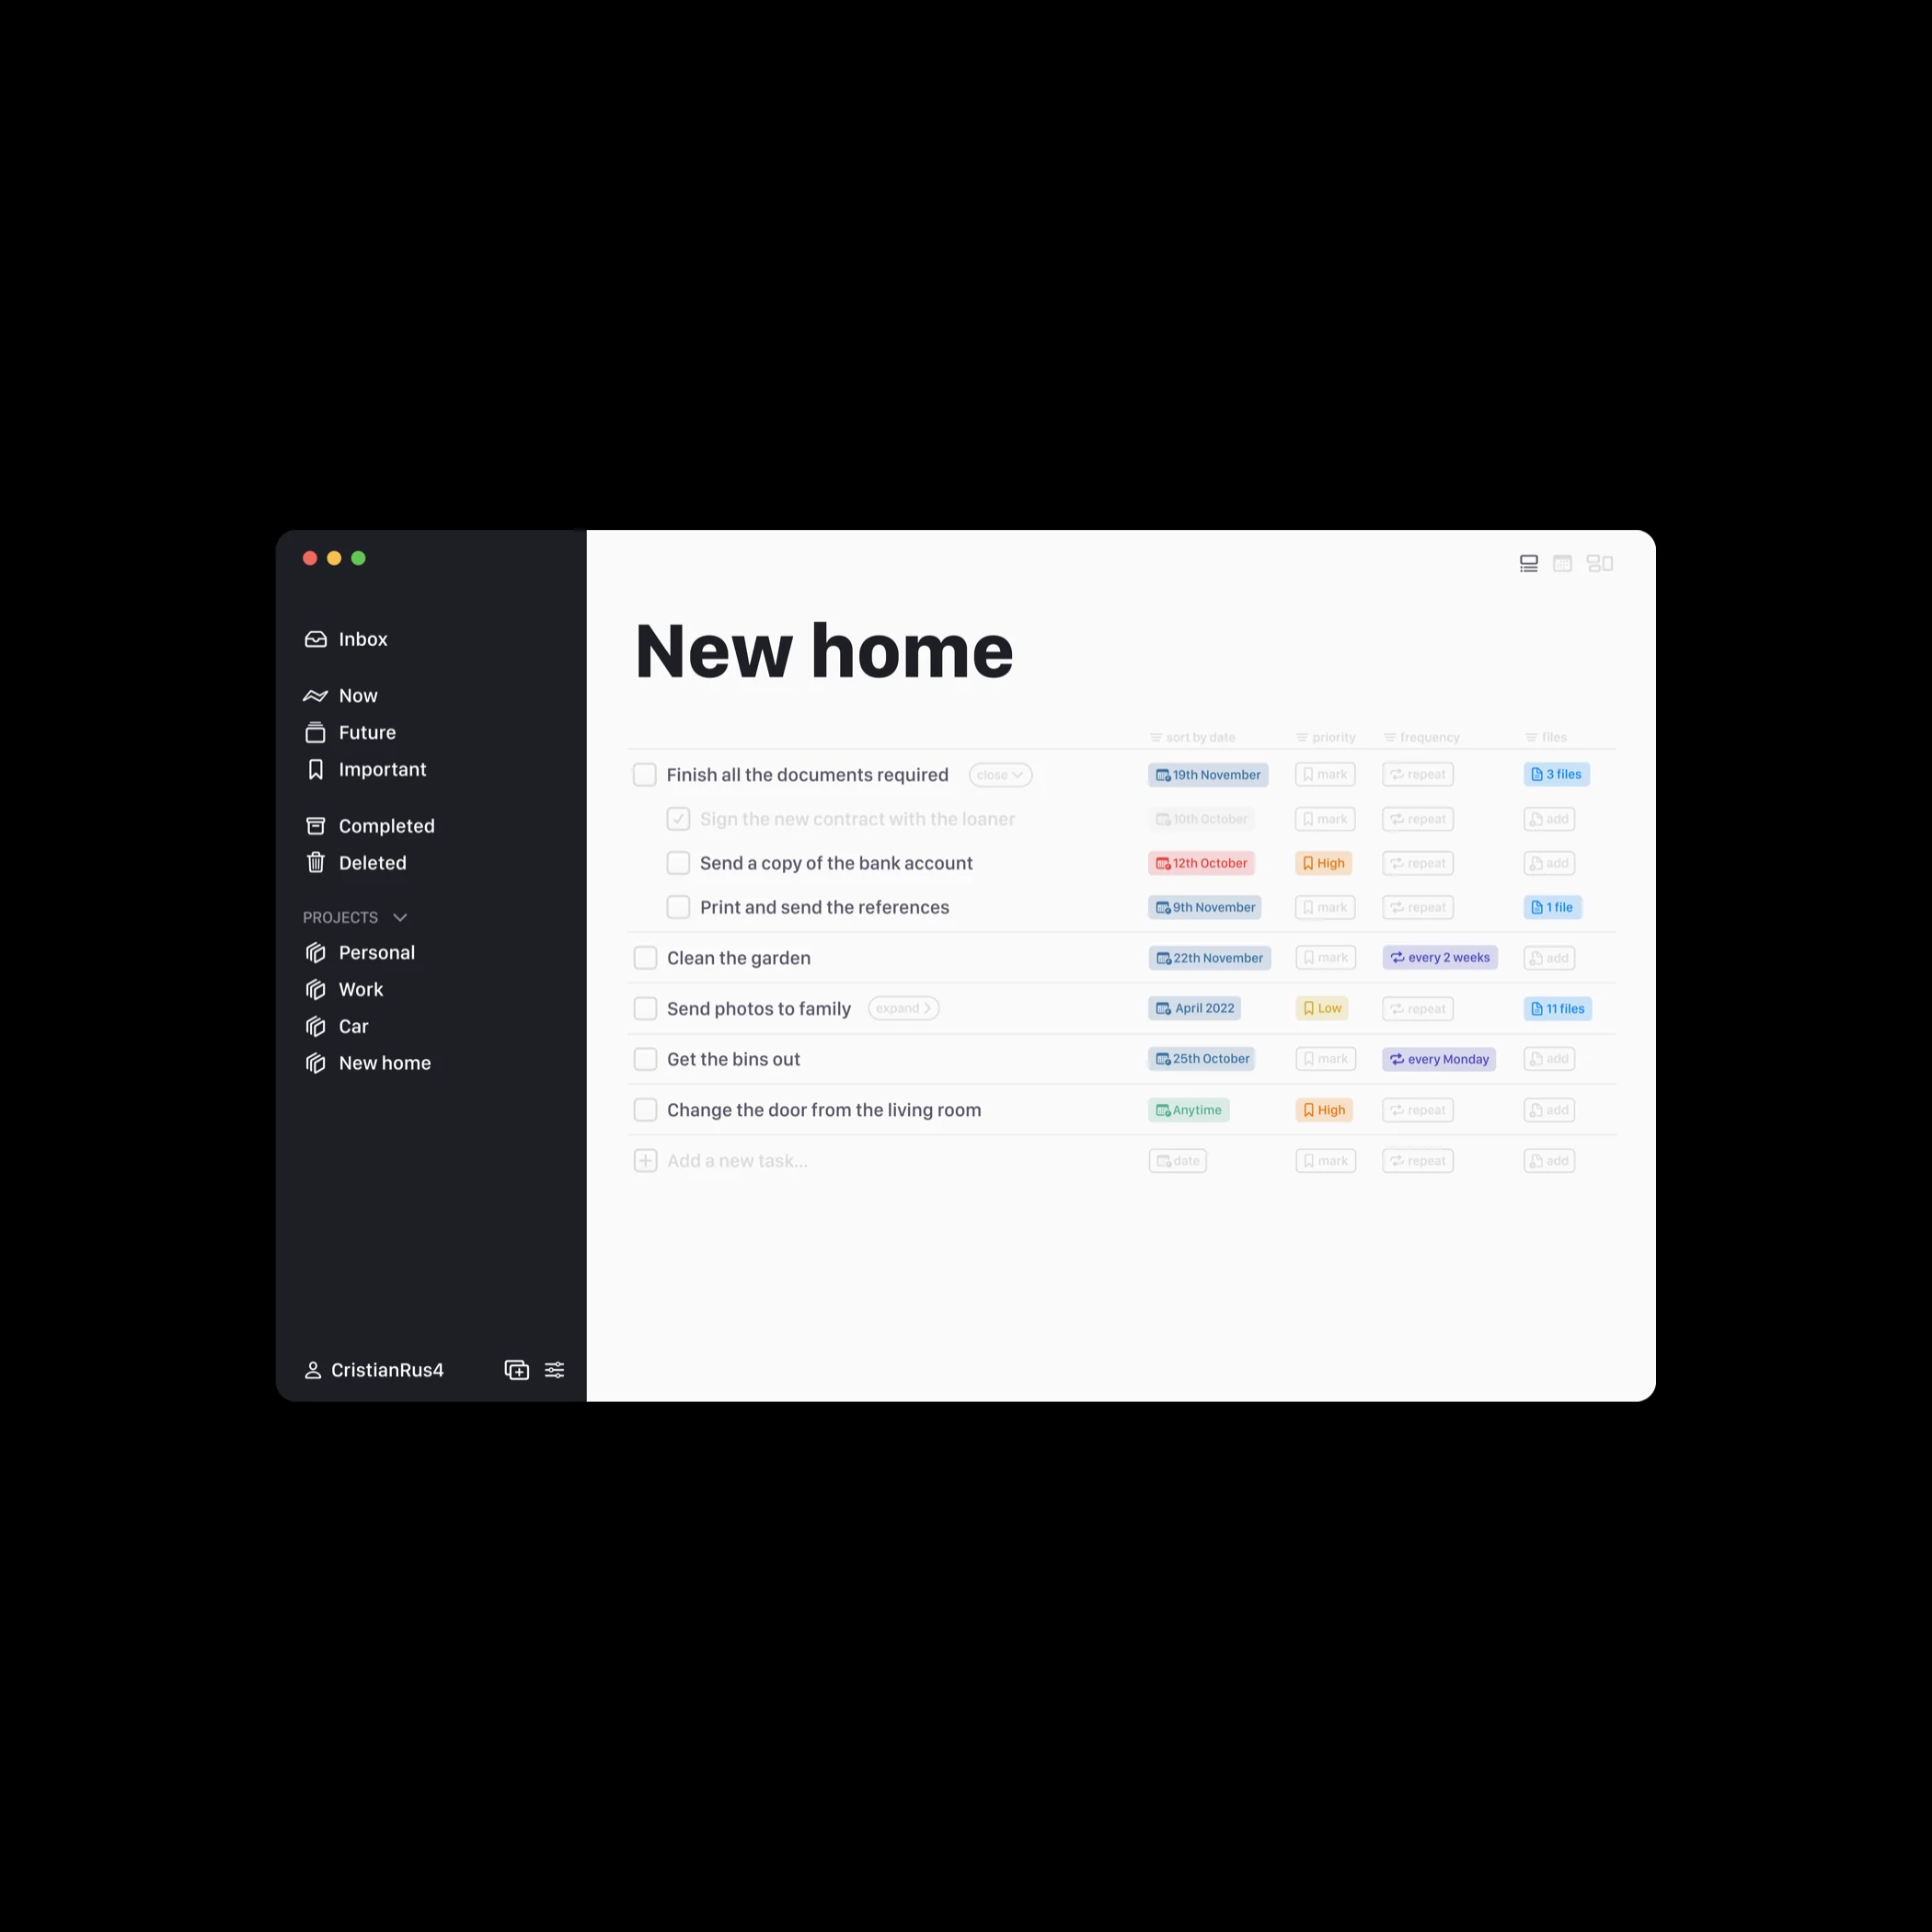 Inbox
Now
Future
Important
Completed
Deleted
PROJECTS
Personal
Work
Car
New home
CristianRus4
New home
sort by date priority frequency files
Finish all the documents required close 19th November mark repeat 3 files
Sign the new contract with the loaner 10th October mark repeat add
Send a copy of the bank account 12th October High repeat add
Print and send the references 9th November mark repeat 1 file
Clean the garden 22th November mark every 2 weeks add
Send photos to family expand April 2022 Low repeat 11 files
Get the bins out 25th October mark every Monday add
Change the door from the living room Anytime High repeat add
Add a new task... date mark repeat add